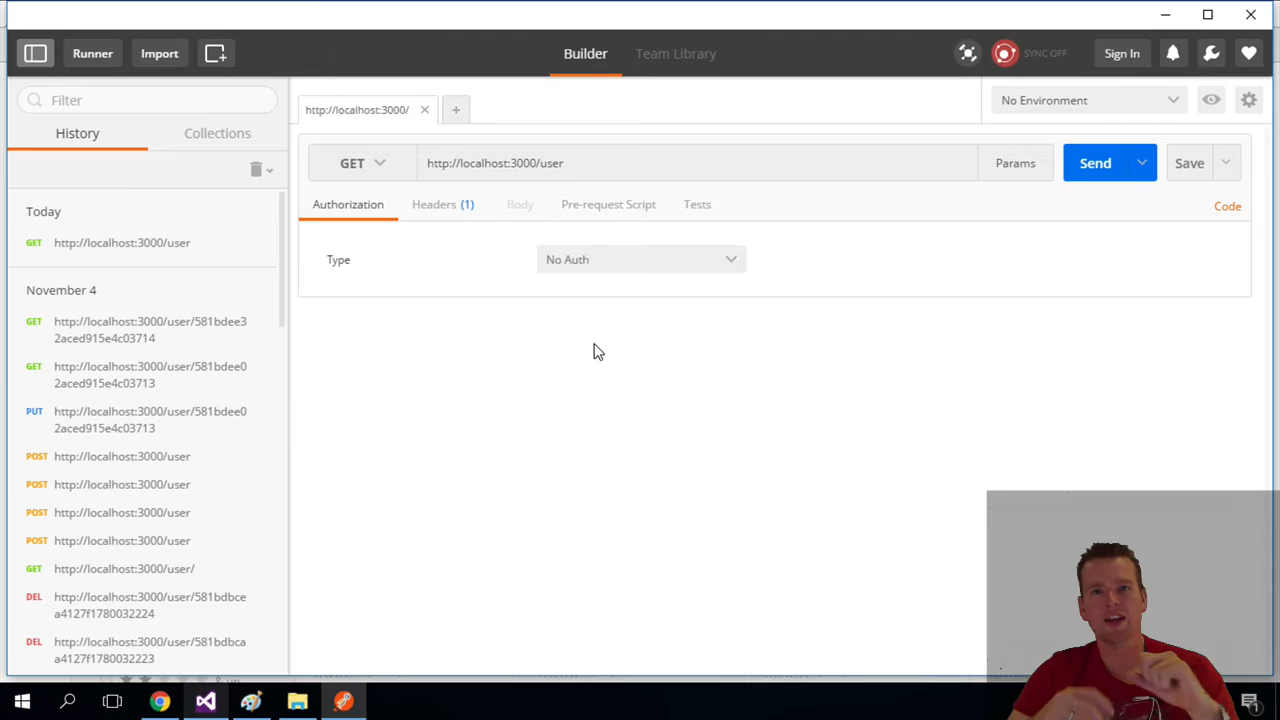 Runner
Import
Builder
Team Library
SYNC OFF
Sign In
Filter
History
Collections
Today
GET http://localhost:3000/user
November 4
GET http://localhost:3000/user/581bdee3
2aced915e4c03714
GET http://localhost:3000/user/581bdee0
2aced915e4c03713
PUT http://localhost:3000/user/581bdee0
2aced915e4c03713
POST http://localhost:3000/user
POST http://localhost:3000/user
POST http://localhost:3000/user
POST http://localhost:3000/user
GET http://localhost:3000/user/
DEL http://localhost:3000/user/581bdbce
a4127f1780032224
DEL http://localhost:3000/user/581bdbca
a4127f1780032223
http://localhost:3000/
No Environment
GET http://localhost:3000/user Params Send Save
Authorization Headers (1) Body Pre-request Script Tests Code
Type No Auth
1